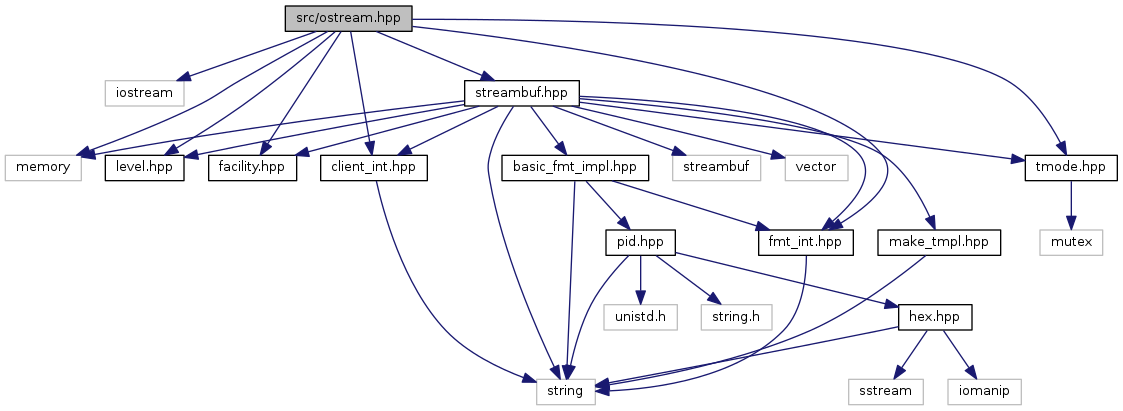 src/ostream.hpp
iostream
streambuf.hpp
memory
level.hpp
facility.hpp
client_int.hpp
basic_fmt_impl.hpp
streambuf
vector
tmode.hpp
pid.hpp
fmt_int.hpp
make_tmpl.hpp
mutex
unistd.h
string.h
hex.hpp
string
sstream
iomanip